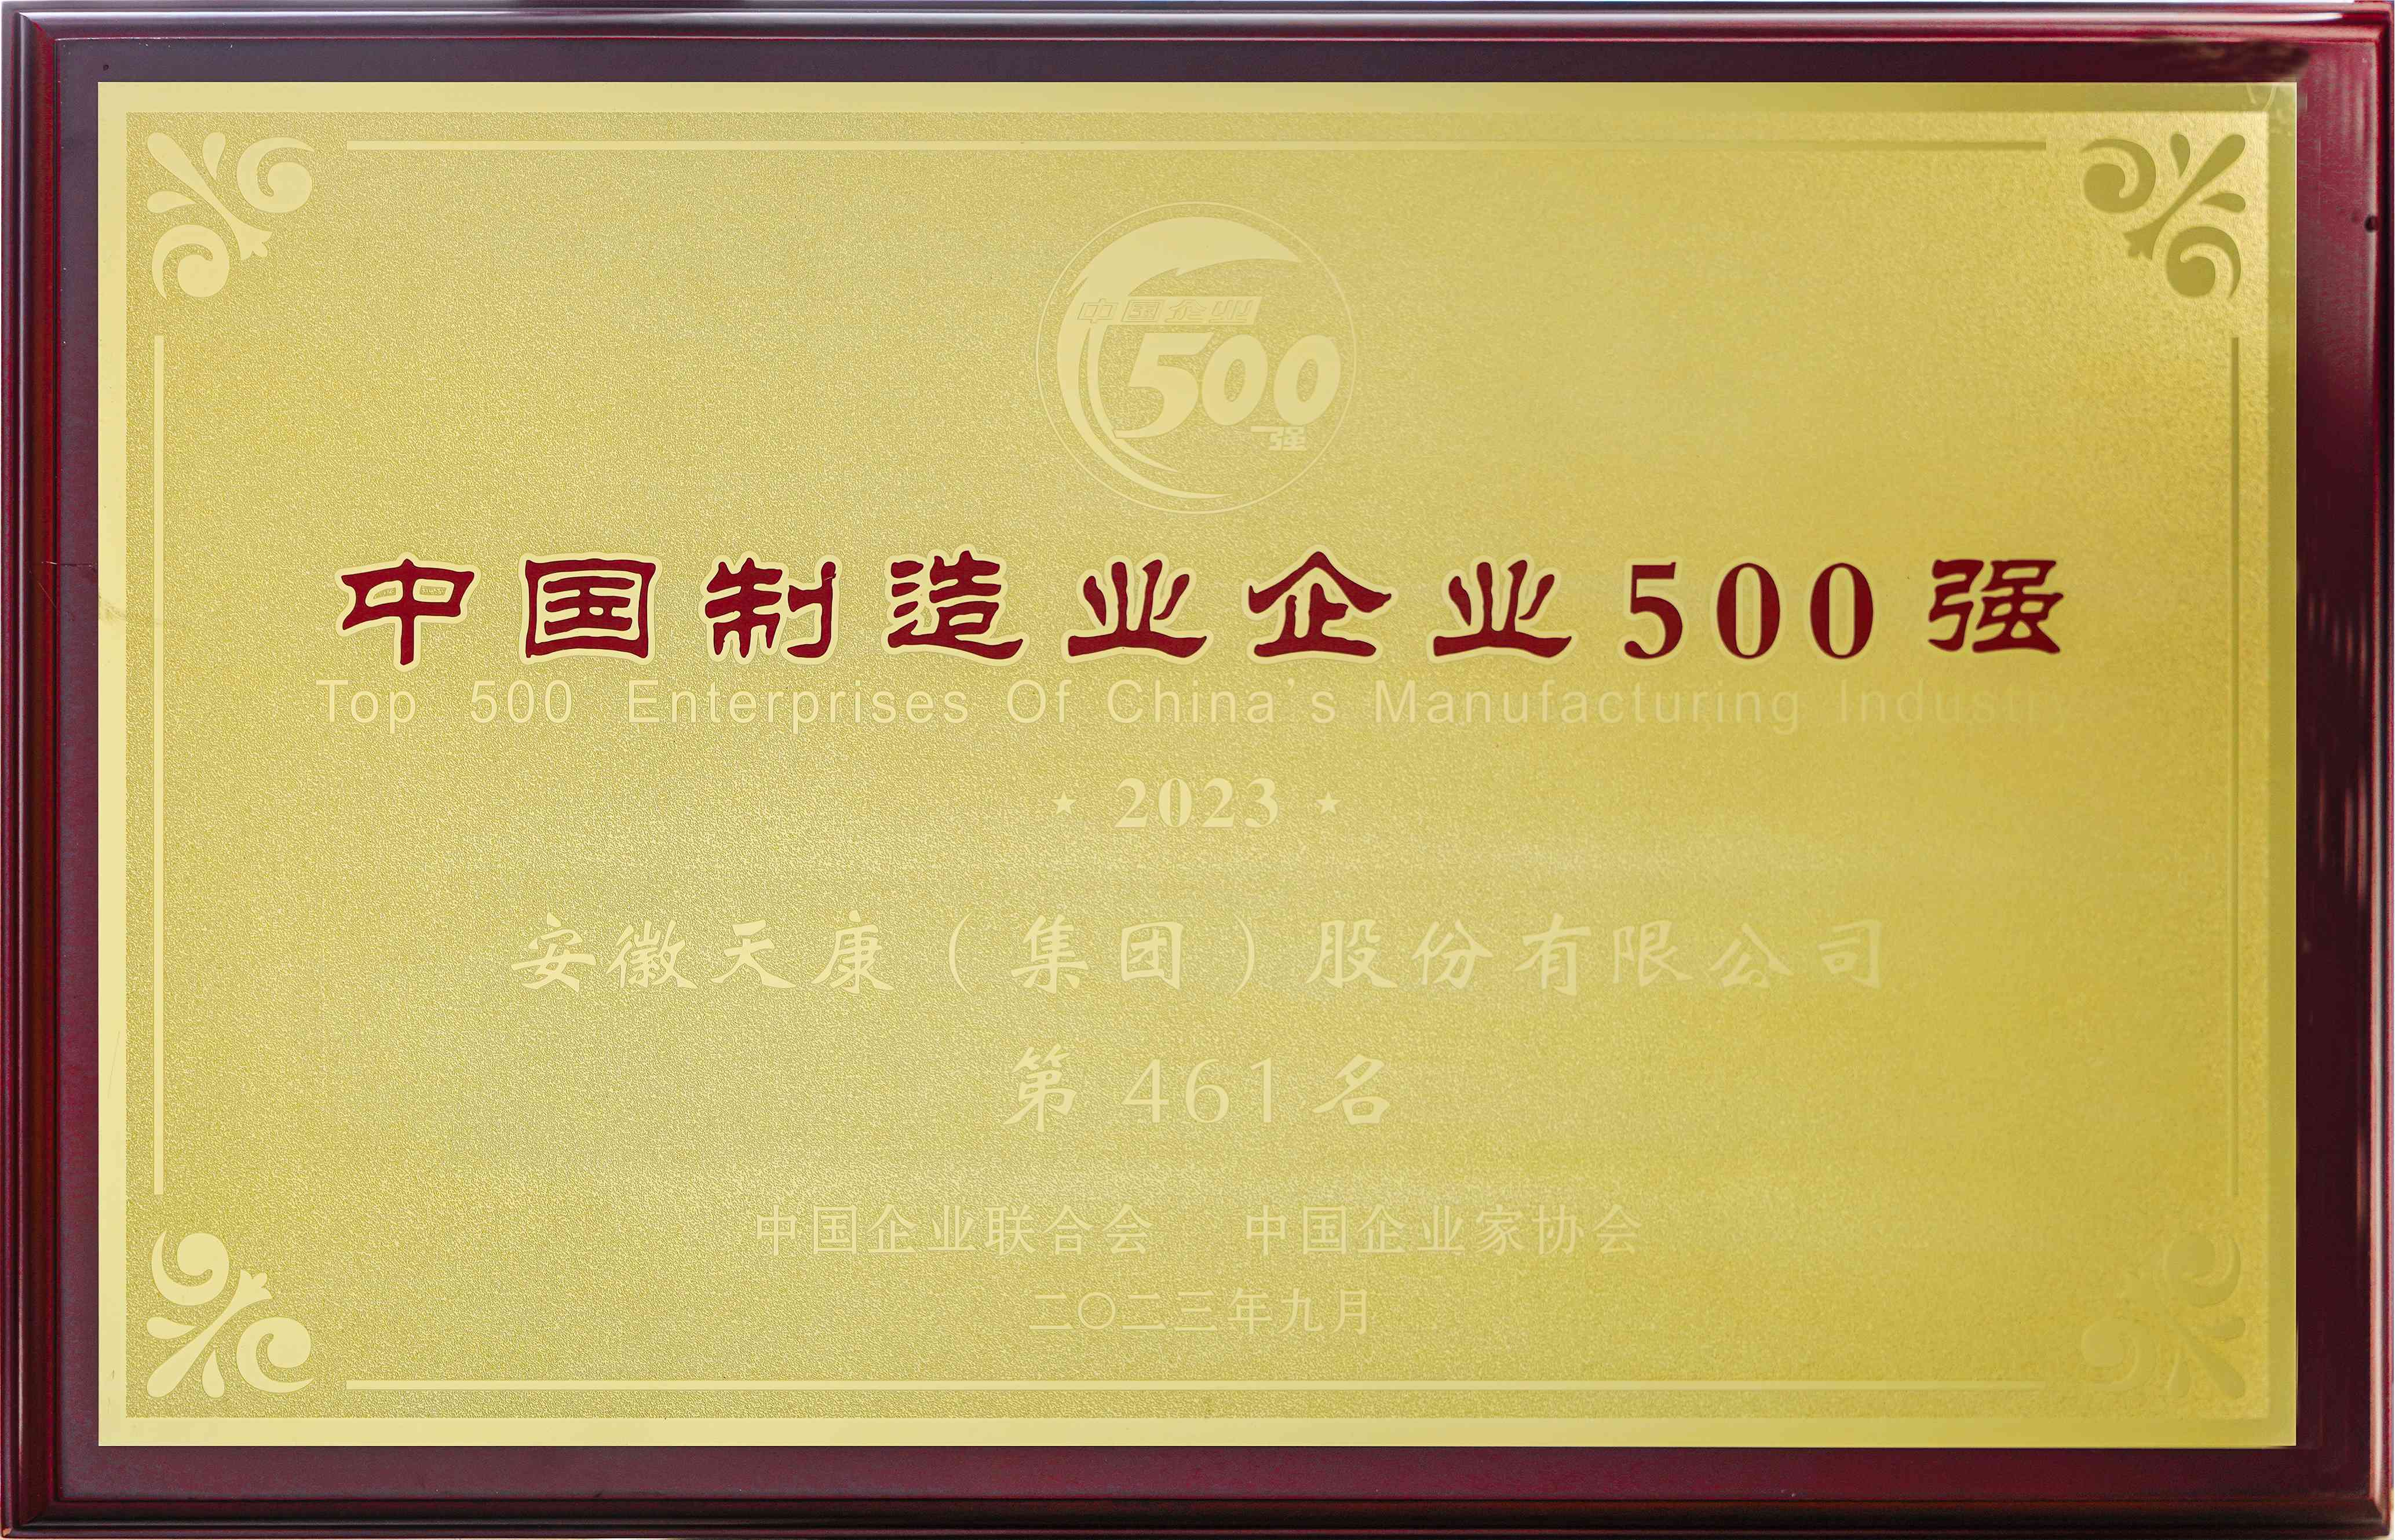 中国企业
500
强
中国制造业企业500强
Top 500 Enterprises Of China's Manufacturing Industry
2023
安徽天康（集团）股份有限公司
第461名
中国企业联合会 中国企业家协会
二〇二三年九月